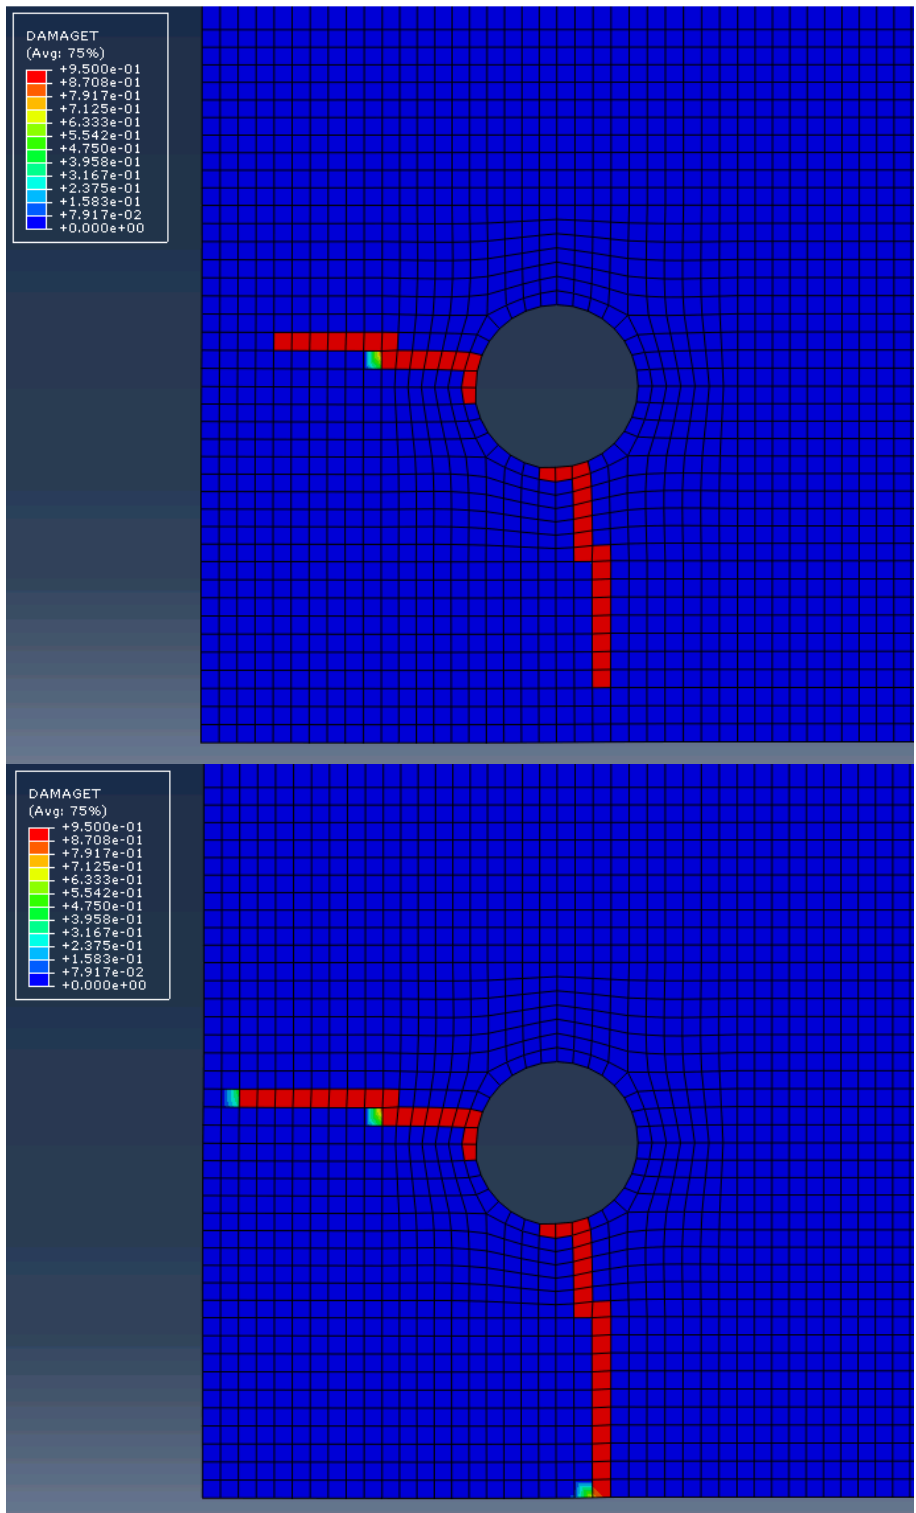 DAMAGET
(Avg: 75%)
+9.500e-01
+8.708e-01
+7.917e-01
+7.125e-01
+6.333e-01
+5.542e-01
+4.750e-01
+3.958e-01
+3.167e-01
+2.375e-01
+1.583e-01
+7.917e-02
+0.000e+00
DAMAGET
(Avg: 75%)
+9.500e-01
+8.708e-01
+7.917e-01
+7.125e-01
+6.333e-01
+5.542e-01
+4.750e-01
+3.958e-01
+3.167e-01
+2.375e-01
+1.583e-01
+7.917e-02
+0.000e+00